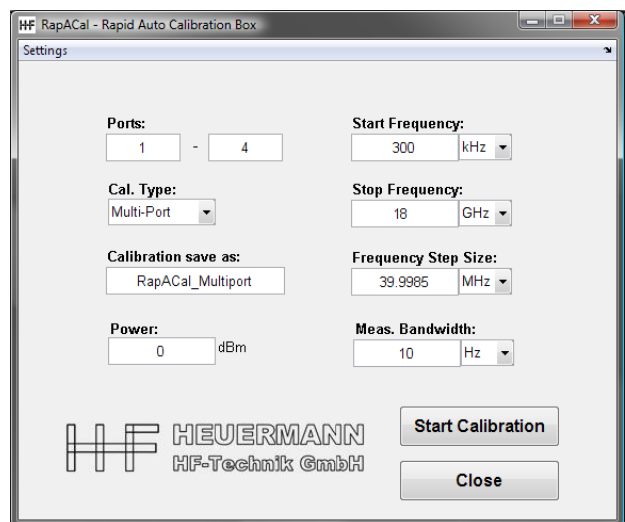 HF RapACal - Rapid Auto Calibration Box
Settings
Ports:
1 - 4
Start Frequency:
300 kHz
Cal. Type:
Multi-Port
Stop Frequency:
18 GHz
Calibration save as:
RapACal_Multiport
Frequency Step Size:
39.9985 MHz
Power:
0 dBm
Meas. Bandwidth:
10 Hz
HF HEUERMANN
HF-Technik GmbH
Start Calibration
Close